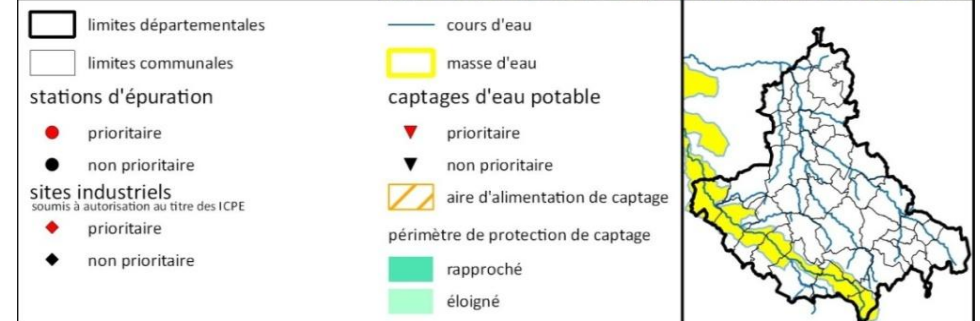 limites départementales
limites communales
stations d'épuration
prioritaire
non prioritaire
sites industriels
soumis à autorisation au titre des ICPE
prioritaire
non prioritaire
cours d'eau
masse d'eau
captages d'eau potable
prioritaire
non prioritaire
aire d'alimentation de captage
périmètre de protection de captage
rapproché
éloigné